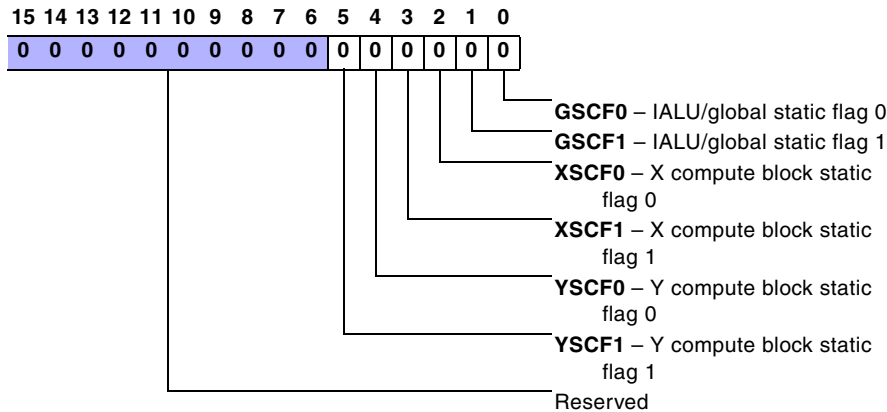 15 14 13 12 11 10 9 8 7 6 5 4 3 2 1 0
0 0 0 0 0 0 0 0 0 0 0 0 0 0 0 0
GSCF0 – IALU/global static flag 0
GSCF1 – IALU/global static flag 1
XSCF0 – X compute block static
flag 0
XSCF1 – X compute block static
flag 1
YSCF0 – Y compute block static
flag 0
YSCF1 – Y compute block static
flag 1
Reserved